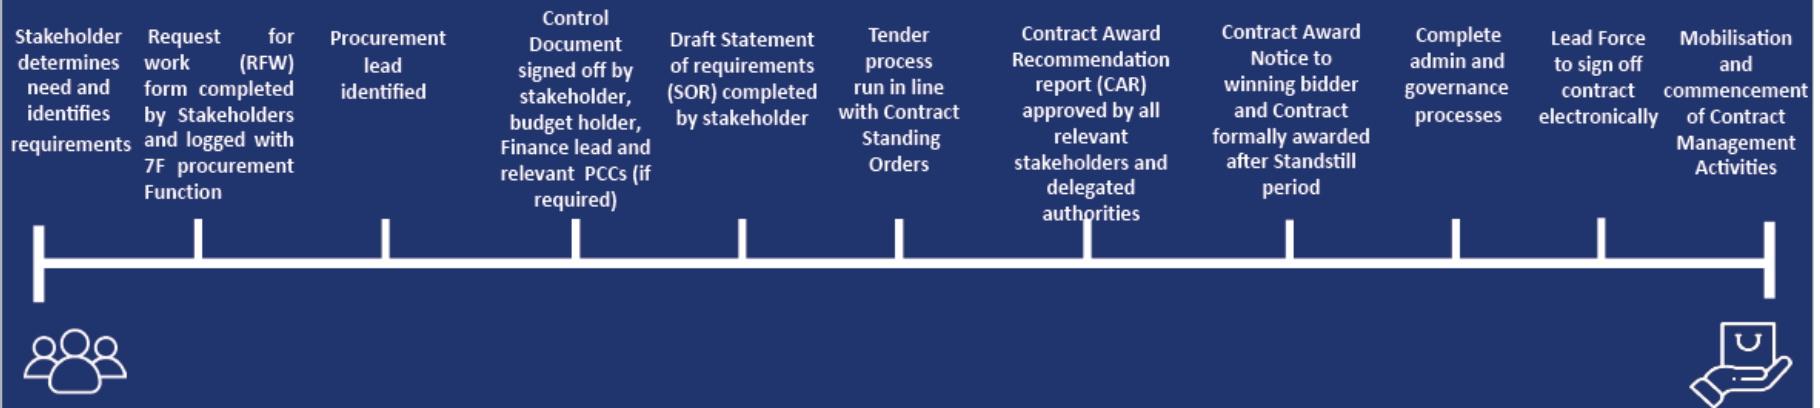 Stakeholder
determines
need and
identifies
requirements
Request for
work (RFW)
form completed
by Stakeholders
and logged with
7F procurement
Function
Procurement
lead
identified
Control
Document
signed off by
stakeholder,
budget holder,
Finance lead and
relevant PCCs (if
required)
Draft Statement
of requirements
(SOR) completed
by stakeholder
Tender
process
run in line
with Contract
Standing
Orders
Contract Award
Recommendation
report (CAR)
approved by all
relevant
stakeholders and
delegated
authorities
Contract Award
Notice to
winning bidder
and Contract
formally awarded
after Standstill
period
Complete
admin and
governance
processes
Lead Force
to sign off
contract
electronically
Mobilisation
and
commencement
of Contract
Management
Activities